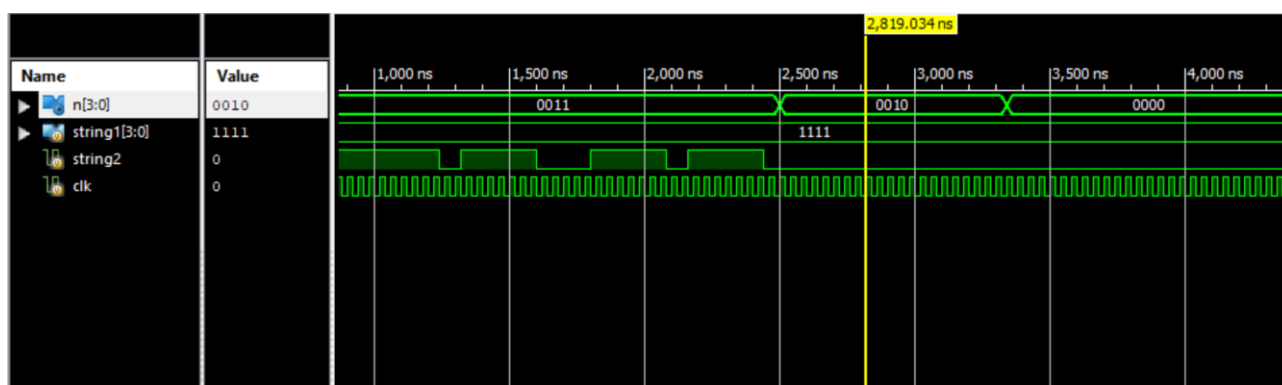 2,819.034 ns
Name Value 1,000 ns 1,500 ns 2,000 ns 2,500 ns 3,000 ns 3,500 ns 4,000 ns
n[3:0] 0010 0011 0010 0000
string1[3:0] 1111 1111
string2 0
clk 0